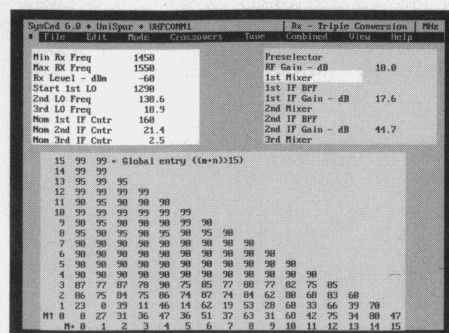 SysCad 6.0 * UniSpur * UHFCOMM1 Rx - Triple Conversion MHz
File Edit Mode Crossovers Tune Combined View Help
Min Rx Freq 1450 Preselector
Max RX Freq 1550 RF Gain - dB 10.0
Rx Level - dBm -60 1st Mixer
Start 1st LO 1290 1st IF BPF
2nd LO Freq 138.6 1st IF Gain - dB 17.6
3rd LO Freq 18.9 2nd Mixer
Nom 1st IF Cntr 160 2nd IF BPF
Nom 2nd IF Cntr 21.4 2nd IF Gain - dB 44.7
Nom 3rd IF Cntr 2.5 3rd Mixer
15 99 99 ← Global entry ((m+n)>15)
14 99 99
13 95 99 95
12 99 99 99 99
11 90 95 90 90 90
10 99 99 99 99 99 99
9 90 95 90 90 90 99 90
8 95 90 95 90 95 90 95 90
7 90 90 90 90 90 90 90 90 90
6 90 90 90 90 90 90 90 90 90 90
5 90 90 90 90 90 90 90 90 90 90 90
4 90 90 90 90 90 90 90 90 90 90 90 90
3 87 77 87 78 90 75 85 77 88 77 82 75 85
2 86 75 84 75 86 74 87 74 84 62 80 68 83 60
1 23 0 39 11 46 14 62 19 53 28 60 33 66 39 70
M↑ 0 0 27 31 36 47 36 51 37 63 31 68 42 75 34 80 47
M→ 0 1 2 3 4 5 6 7 8 9 10 11 12 13 14 15